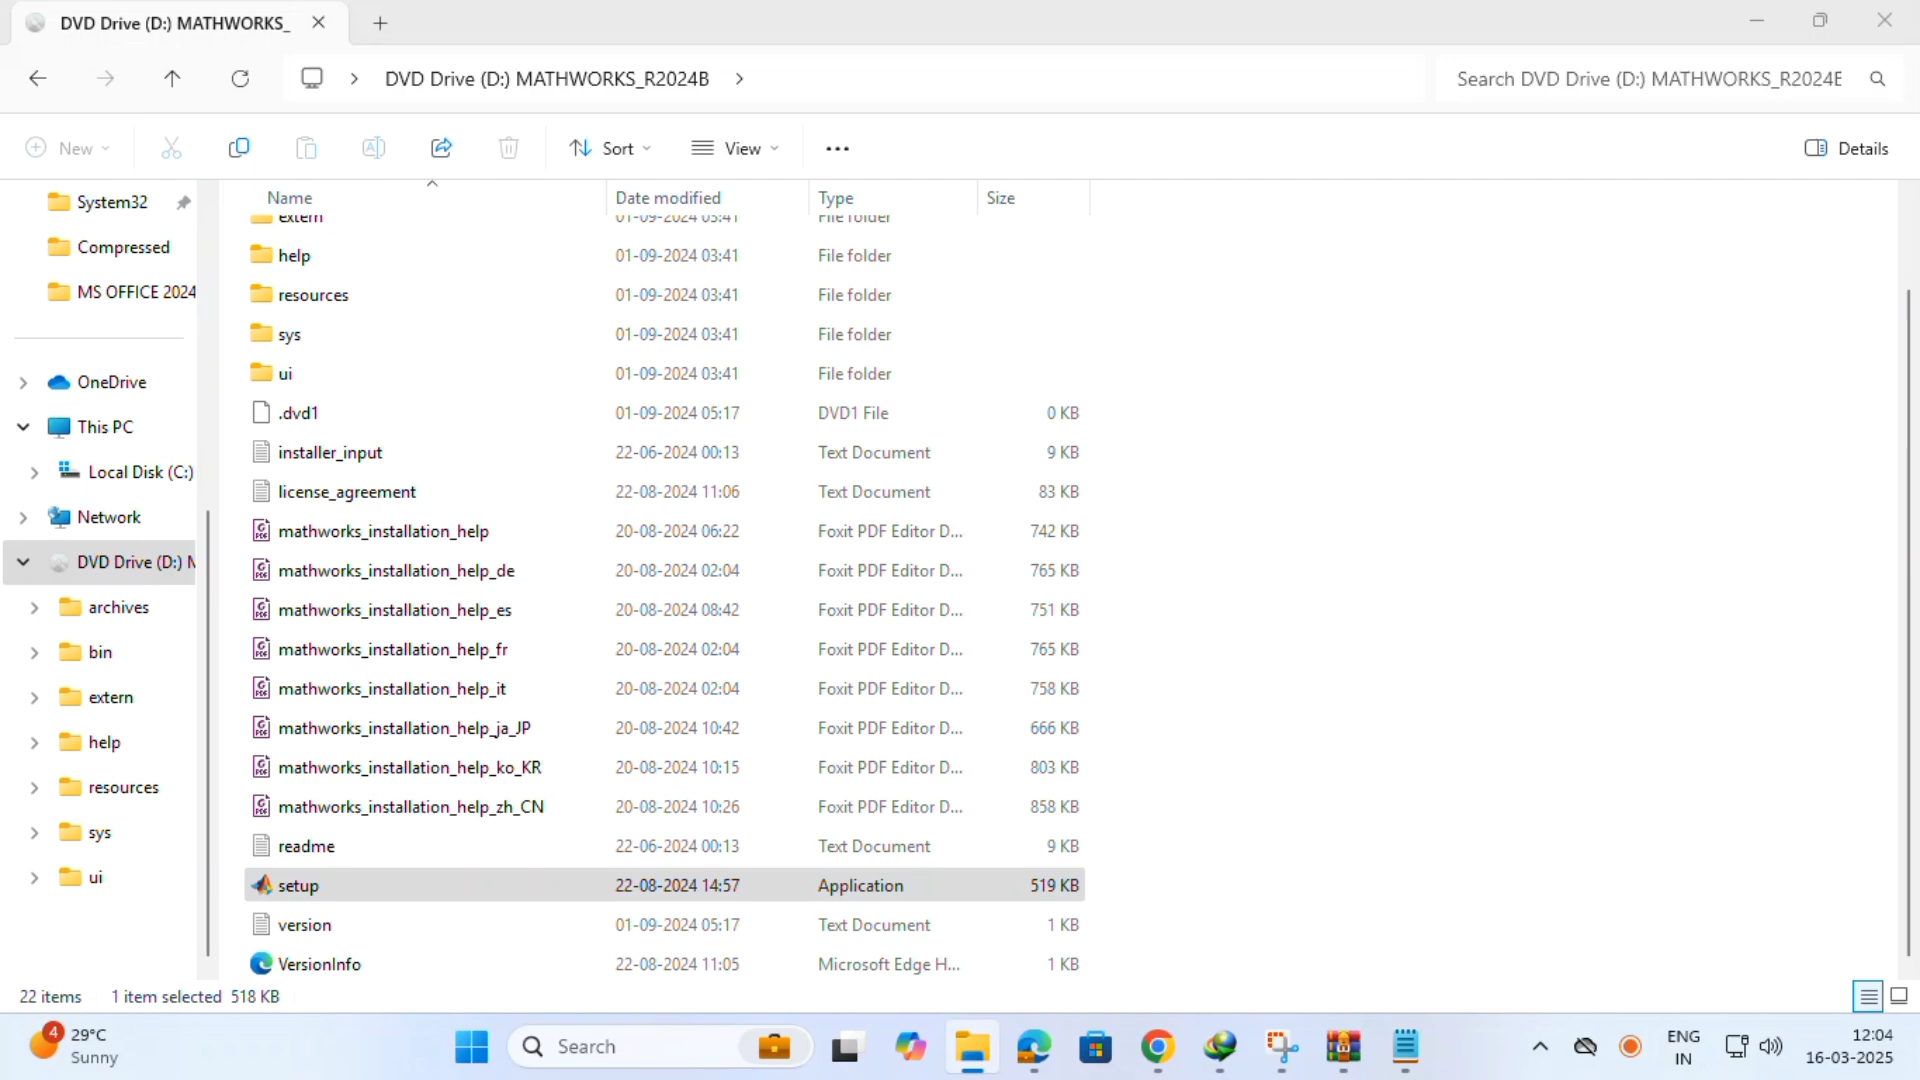 DVD Drive (D:) MATHWORKS_
DVD Drive (D:) MATHWORKS_R2024B
Search DVD Drive (D:) MATHWORKS_R2024E
New
Sort
View
Details
Name Date modified Type Size
System32
Compressed
MS OFFICE 2024
OneDrive
This PC
Local Disk (C:)
Network
DVD Drive (D:) M
archives
bin
extern
help
resources
sys
ui
extern 01-09-2024 03:41 File folder
help 01-09-2024 03:41 File folder
resources 01-09-2024 03:41 File folder
sys 01-09-2024 03:41 File folder
ui 01-09-2024 03:41 File folder
.dvd1 01-09-2024 05:17 DVD1 File 0 KB
installer_input 22-06-2024 00:13 Text Document 9 KB
license_agreement 22-08-2024 11:06 Text Document 83 KB
mathworks_installation_help 20-08-2024 06:22 Foxit PDF Editor D... 742 KB
mathworks_installation_help_de 20-08-2024 02:04 Foxit PDF Editor D... 765 KB
mathworks_installation_help_es 20-08-2024 08:42 Foxit PDF Editor D... 751 KB
mathworks_installation_help_fr 20-08-2024 02:04 Foxit PDF Editor D... 765 KB
mathworks_installation_help_it 20-08-2024 02:04 Foxit PDF Editor D... 758 KB
mathworks_installation_help_ja_JP 20-08-2024 10:42 Foxit PDF Editor D... 666 KB
mathworks_installation_help_ko_KR 20-08-2024 10:15 Foxit PDF Editor D... 803 KB
mathworks_installation_help_zh_CN 20-08-2024 10:26 Foxit PDF Editor D... 858 KB
readme 22-06-2024 00:13 Text Document 9 KB
setup 22-08-2024 14:57 Application 519 KB
version 01-09-2024 05:17 Text Document 1 KB
VersionInfo 22-08-2024 11:05 Microsoft Edge H... 1 KB
22 items 1 item selected 518 KB
4
29°C
Sunny
Search
ENG
IN
12:04
16-03-2025